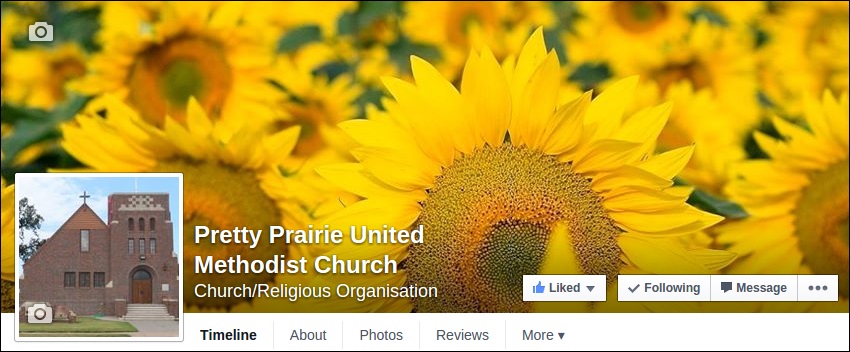 Pretty Prairie United
Methodist Church
Church/Religious Organisation
Liked
Following
Message
Timeline
About
Photos
Reviews
More ▾